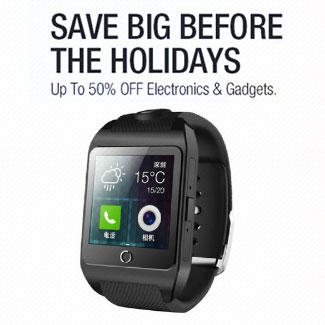 SAVE BIG BEFORE
THE HOLIDAYS
Up To 50% OFF Electronics & Gadgets.
深圳
15°C
15/20
电话
相机